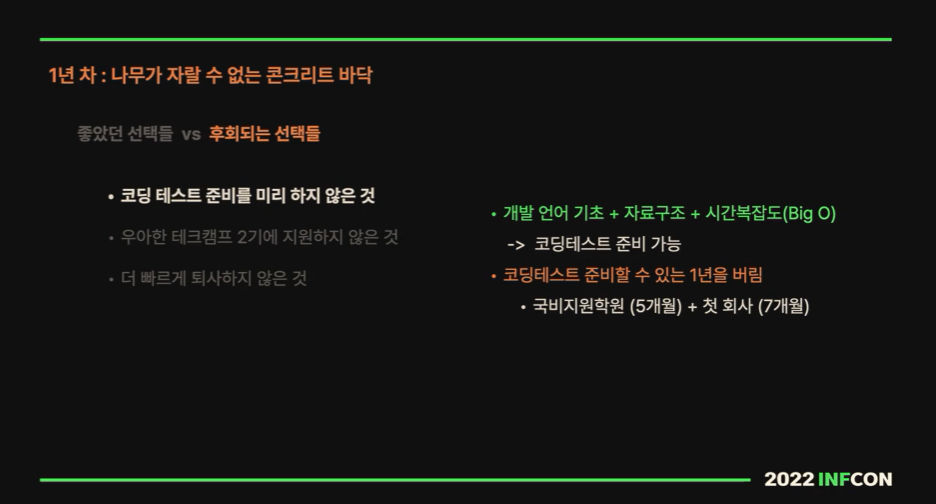 1년 차 : 나무가 자랄 수 없는 콘크리트 바닥
좋았던 선택들 vs 후회되는 선택들
• 코딩 테스트 준비를 미리 하지 않은 것
• 우아한 테크캠프 2기에 지원하지 않은 것
• 더 빠르게 퇴사하지 않은 것
• 개발 언어 기초 + 자료구조 + 시간복잡도(Big O)
-> 코딩테스트 준비 가능
• 코딩테스트 준비할 수 있는 1년을 버림
• 국비지원학원 (5개월) + 첫 회사 (7개월)
2022 INFCON